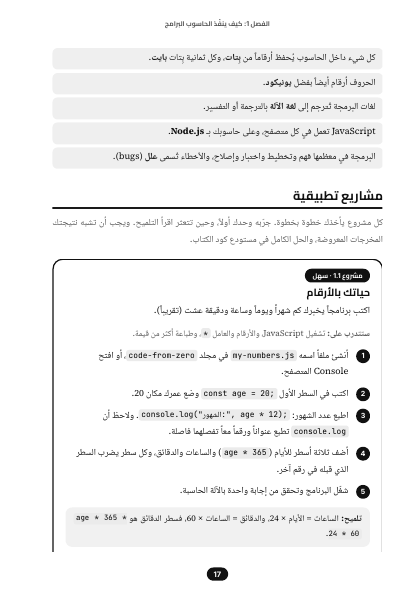 الفصل 1: كيف ينفّذ الحاسوب البرامج
كل شيء داخل الحاسوب يُحفظ أرقاماً من بِتات، وكل ثمانية بِتات بايت.
الحروف أرقام أيضاً بفضل يونيكود.
لغات البرمجة تُترجم إلى لغة الآلة بالترجمة أو التفسير.
JavaScript تعمل في كل متصفح، وعلى حاسوبك بـ Node.js.
البرمجة في معظمها فهم وتخطيط واختبار وإصلاح، والأخطاء تُسمى علل (bugs).
مشاريع تطبيقية
كل مشروع يأخذك خطوة بخطوة. جرّبه وحدك أولاً، وحين تتعثر اقرأ التلميح. ويجب أن تشبه نتيجتك
المخرجات المعروضة، والحل الكامل في مستودع كود الكتاب.
مشروع 1.1 · سهل
حياتك بالأرقام
اكتب برنامجاً يخبرك كم شهراً ويوماً وساعة ودقيقة عشت (تقريباً).
ستتدرب على: تشغيل JavaScript والأرقام والعامل * ، وطباعة أكثر من قيمة.
1 أنشئ ملفاً اسمه my-numbers.js في مجلد code-from-zero ، أو افتح
Console المتصفح.
2 اكتب في السطر الأول const age = 20; وضع عمرك مكان 20.
3 اطبع عدد الشهور: console.log("الشهور:", age * 12); . ولاحظ أن
console.log تطبع عنواناً ورقماً معاً تفصلهما فاصلة.
4 أضف ثلاثة أسطر للأيام ( age * 365 ) والساعات والدقائق، وكل سطر يضرب السطر
الذي قبله في رقم آخر.
5 شغّل البرنامج وتحقق من إجابة واحدة بالآلة الحاسبة.
تلميح: الساعات = الأيام × 24، والدقائق = الساعات × 60، فسطر الدقائق هو age * 365 *
24 * 60.
17